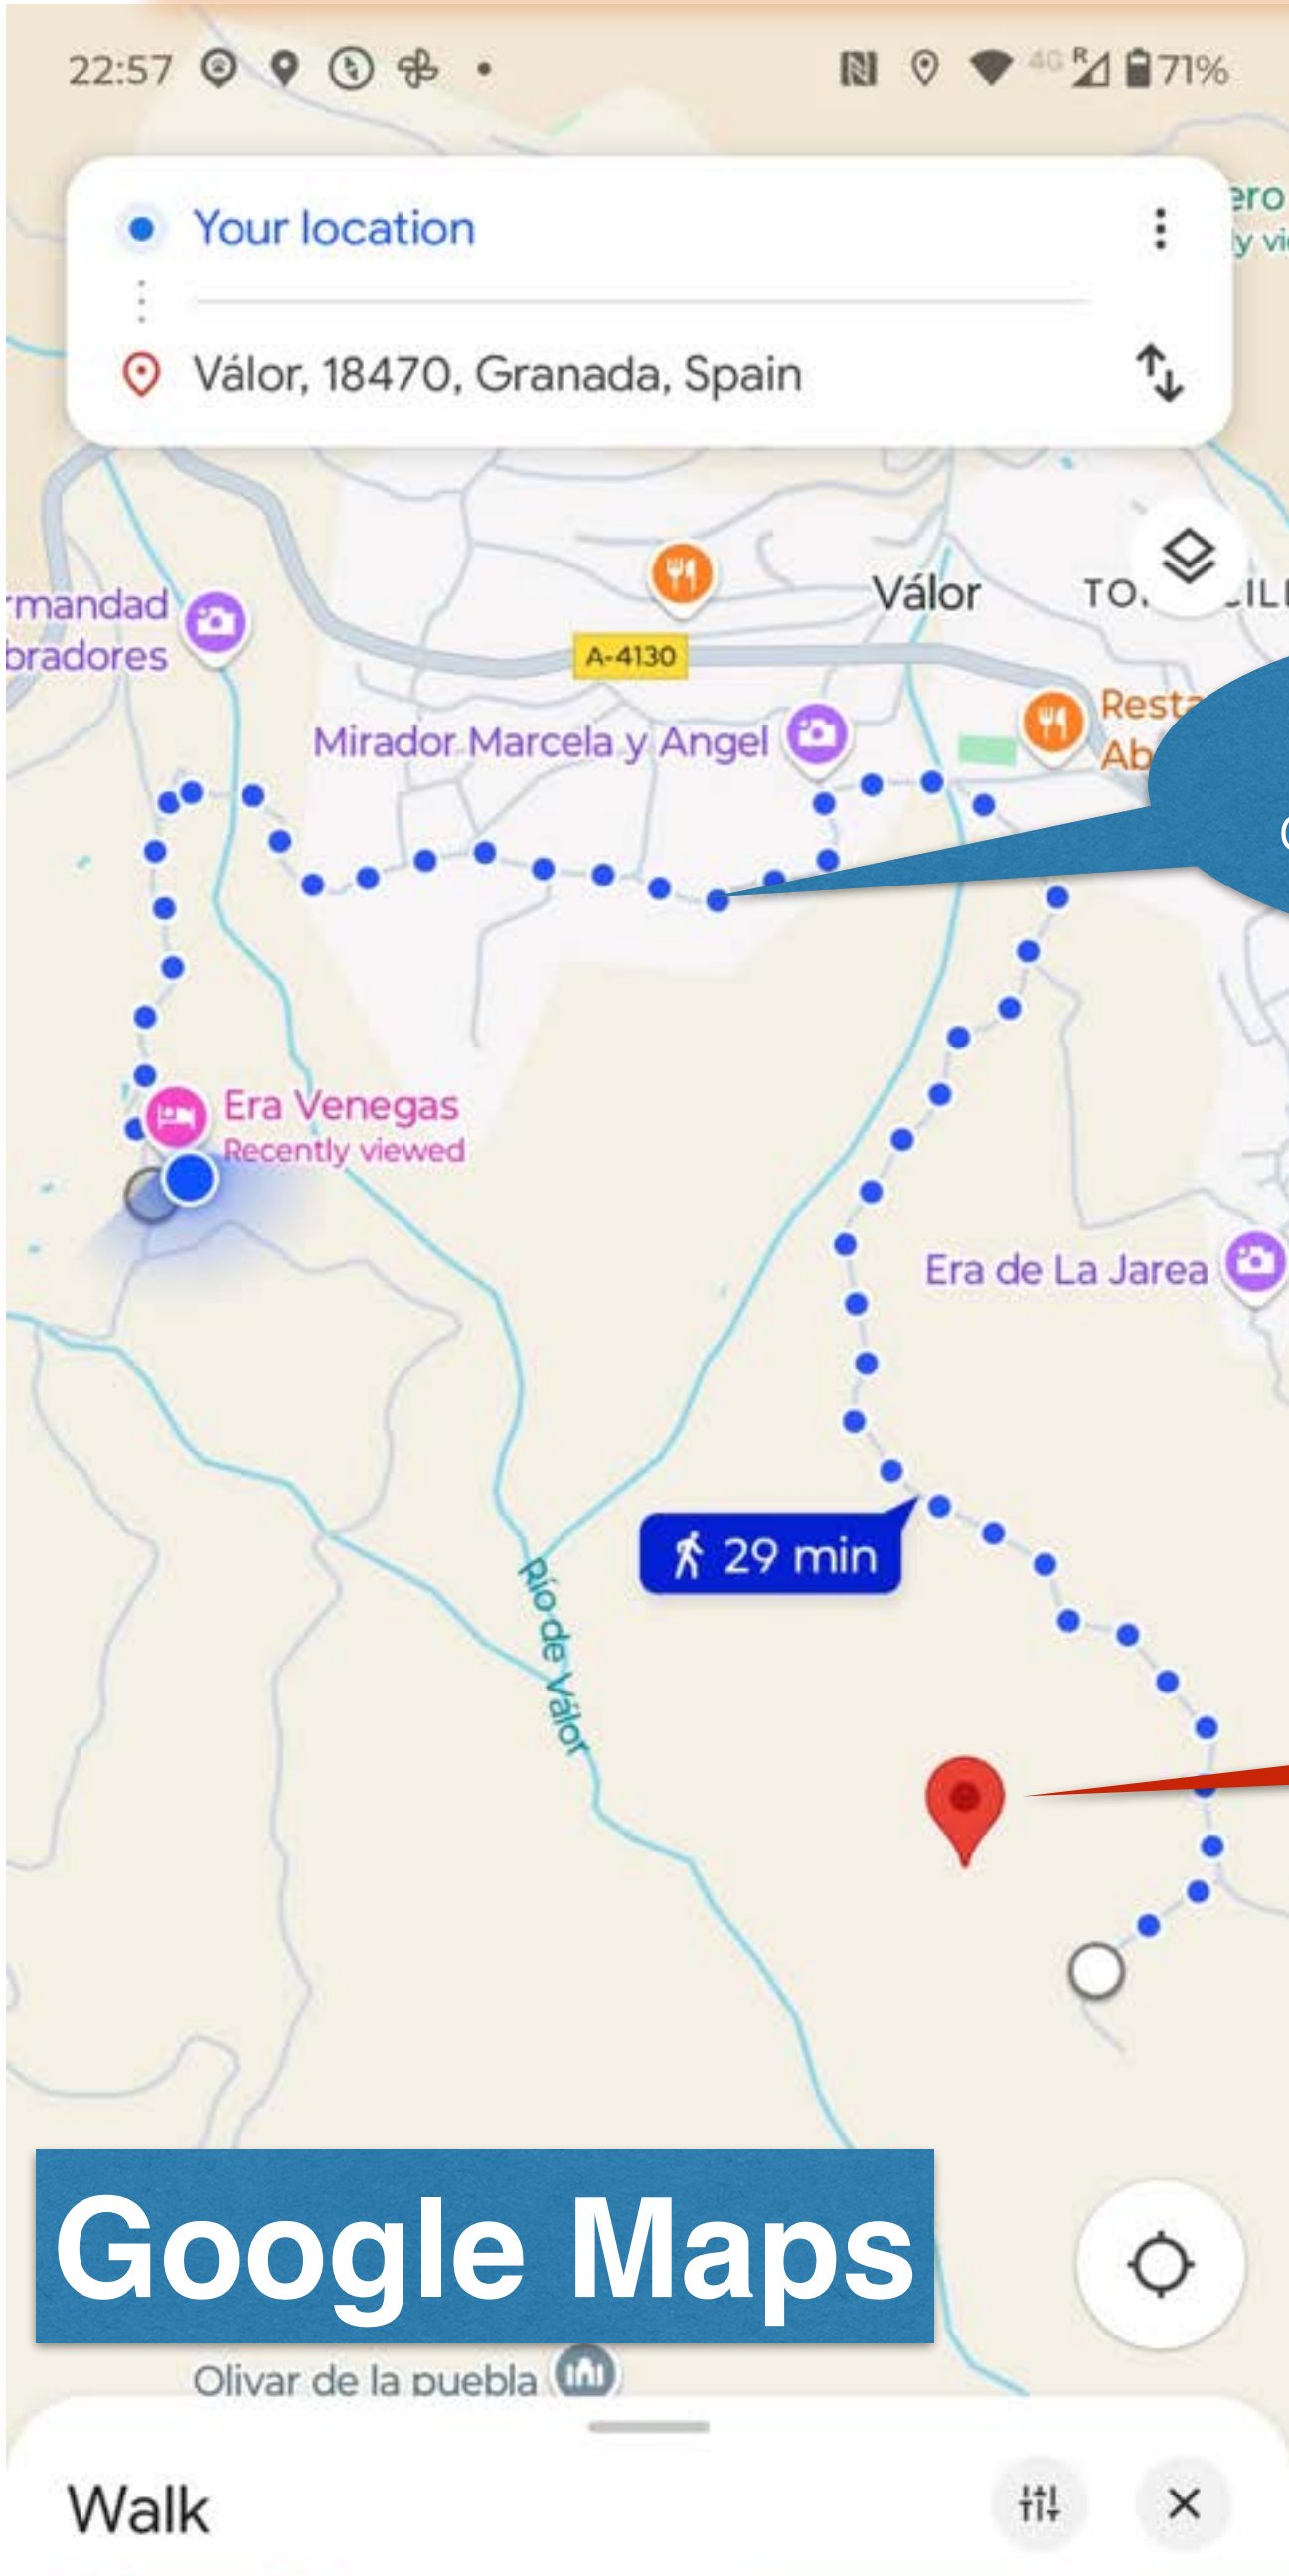 22:57
4G R 71%
Your location
Válor, 18470, Granada, Spain
Válor
A-4130
Mirador Marcela y Angel
Era Venegas
Recently viewed
Era de La Jarea
29 min
Río de Válor
Google Maps
Olivar de la puebla
Walk